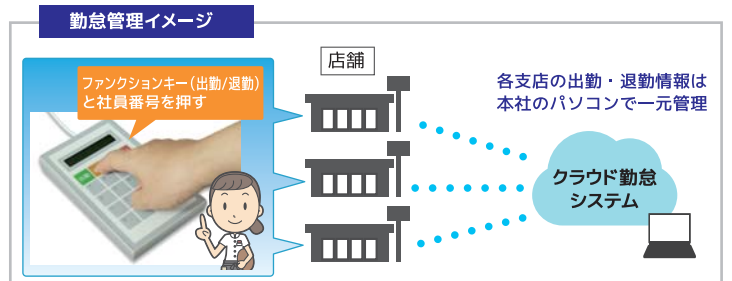 勤怠管理イメージ
ファンクションキー(出勤/退勤)
と社員番号を押す
店舗
各支店の出勤・退勤情報は
本社のパソコンで一元管理
クラウド勤怠
システム